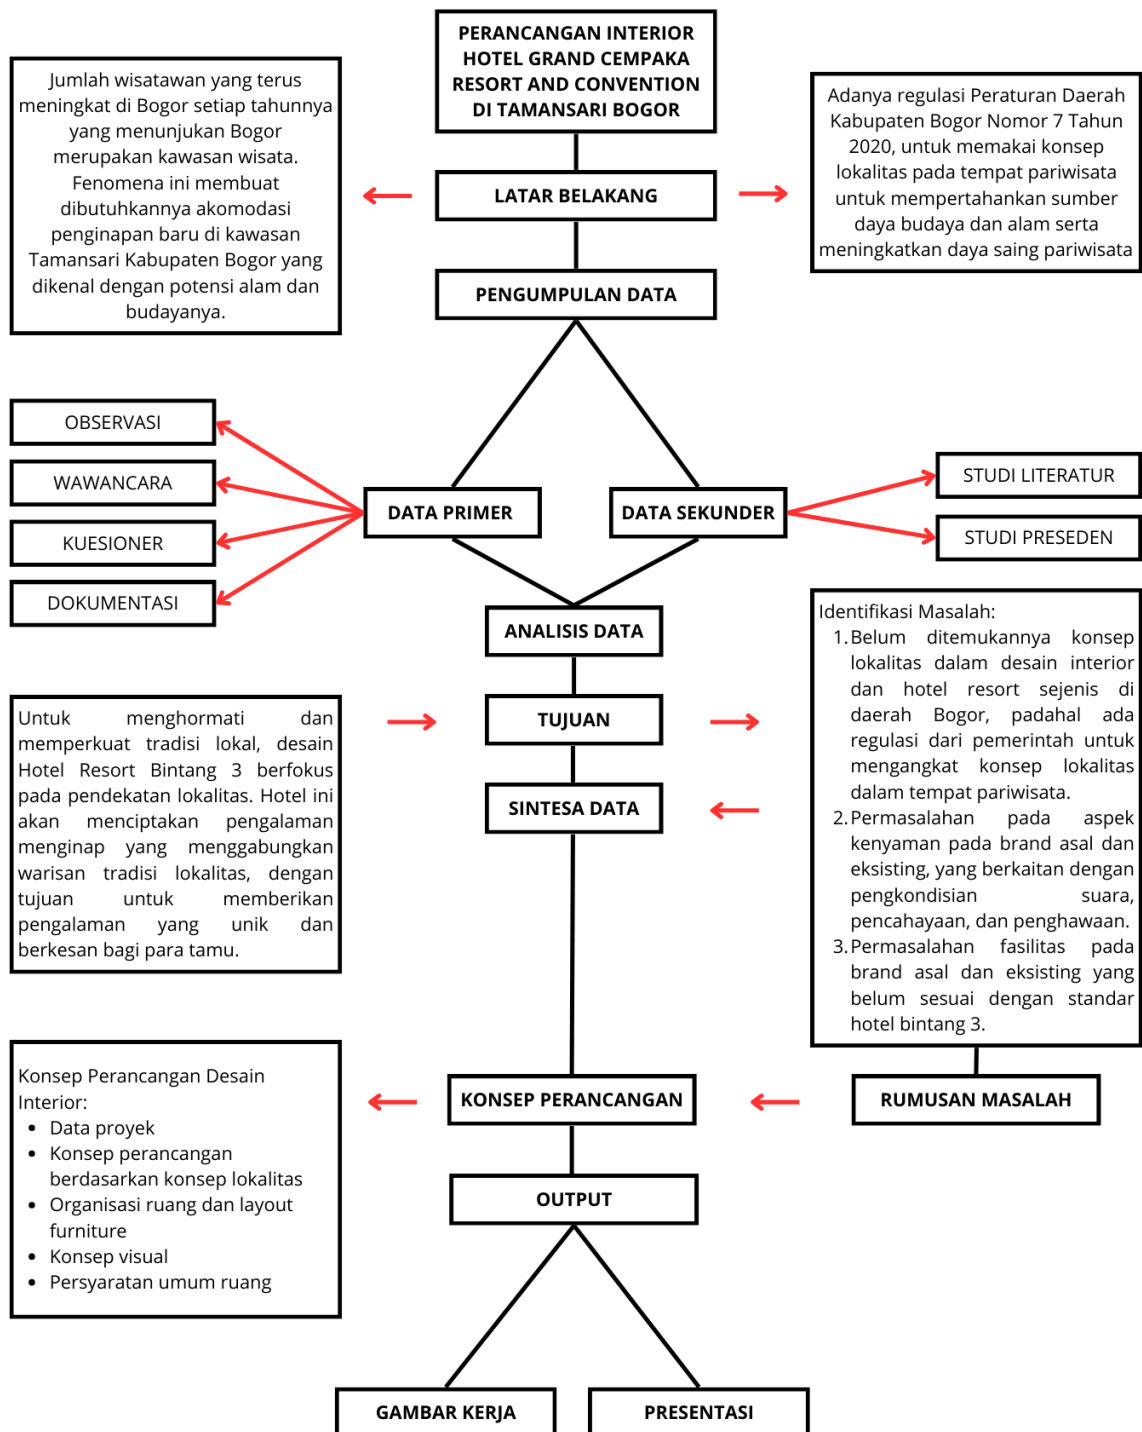 PERANCANGAN INTERIOR
HOTEL GRAND CEMPAKA
RESORT AND CONVENTION
DI TAMANSARI BOGOR
Jumlah wisatawan yang terus
meningkat di Bogor setiap tahunnya
yang menunjukan Bogor
merupakan kawasan wisata.
Fenomena ini membuat
dibutuhkannya akomodasi
penginapan baru di kawasan
Tamansari Kabupaten Bogor yang
dikenal dengan potensi alam dan
budayanya.
LATAR BELAKANG
Adanya regulasi Peraturan Daerah
Kabupaten Bogor Nomor 7 Tahun
2020, untuk memakai konsep
lokalitas pada tempat pariwisata
untuk mempertahankan sumber
daya budaya dan alam serta
meningkatkan daya saing pariwisata
PENGUMPULAN DATA
OBSERVASI
WAWANCARA
KUESIONER
DOKUMENTASI
DATA PRIMER
DATA SEKUNDER
STUDI LITERATUR
STUDI PRESEDEN
ANALISIS DATA
Untuk menghormati dan
memperkuat tradisi lokal, desain
Hotel Resort Bintang 3 berfokus
pada pendekatan lokalitas. Hotel ini
akan menciptakan pengalaman
menginap yang menggabungkan
warisan tradisi lokalitas, dengan
tujuan untuk memberikan
pengalaman yang unik dan
berkesan bagi para tamu.
TUJUAN
SINTESA DATA
Identifikasi Masalah:
1. Belum ditemukannya konsep
lokalitas dalam desain interior
dan hotel resort sejenis di
daerah Bogor, padahal ada
regulasi dari pemerintah untuk
mengangkat konsep lokalitas
dalam tempat pariwisata.
2. Permasalahan pada aspek
kenyaman pada brand asal dan
eksisting, yang berkaitan dengan
pengkondisian suara,
pencahayaan, dan penghawaan.
3. Permasalahan fasilitas pada
brand asal dan eksisting yang
belum sesuai dengan standar
hotel bintang 3.
RUMUSAN MASALAH
KONSEP PERANCANGAN
Konsep Perancangan Desain
Interior:
• Data proyek
• Konsep perancangan
berdasarkan konsep lokalitas
• Organisasi ruang dan layout
furniture
• Konsep visual
• Persyaratan umum ruang
OUTPUT
GAMBAR KERJA
PRESENTASI